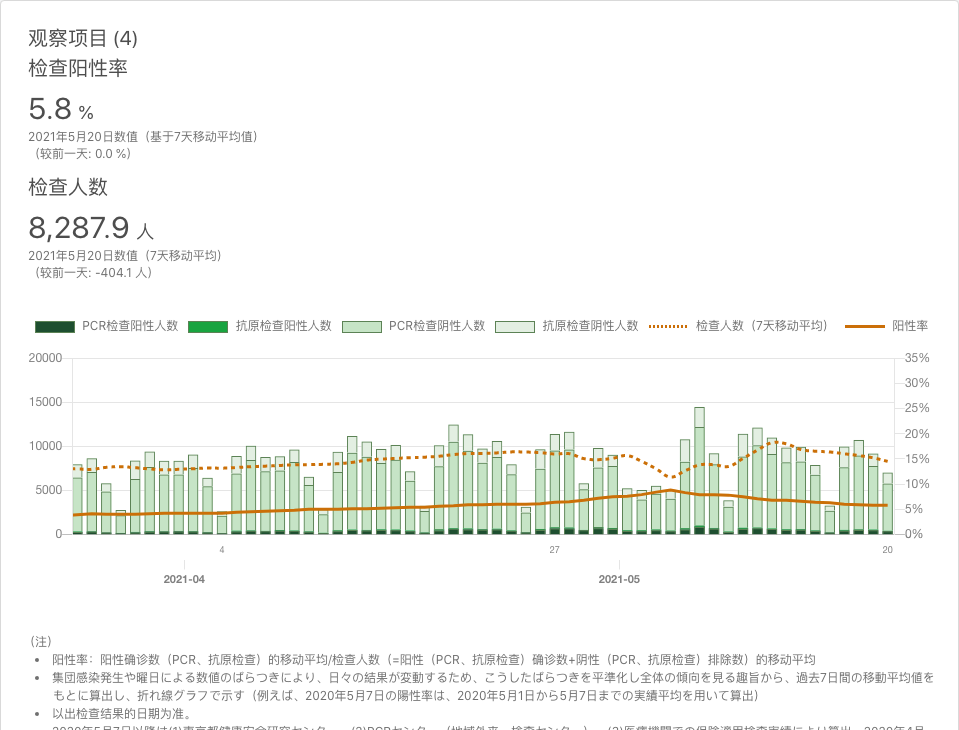 观察项目 (4)
检查阳性率
5.8 %
2021年5月20日数值（基于7天移动平均值）
（较前一天: 0.0 %）
检查人数
8,287.9 人
2021年5月20日数值（7天移动平均）
（较前一天: -404.1 人）
PCR检查阳性人数 抗原检查阳性人数 PCR检查阴性人数 抗原检查阴性人数 检查人数（7天移动平均） 阳性率
20000 35%
30%
15000 25%
20%
10000 15%
5000 10%
5%
0 0%
4 27 20
2021-04 2021-05
（注）
• 阳性率：阳性确诊数（PCR、抗原检查）的移动平均/检查人数（=阳性（PCR、抗原检查）确诊数+阴性（PCR、抗原检查）排除数）的移动平均
• 集団感染発生や曜日による数値のばらつきにより、日々の結果が変動するため、こうしたばらつきを平準化し全体の傾向を見る趣旨から、過去7日間の移動平均値を
もとに算出し、折れ線グラフで示す（例えば、2020年5月7日の陽性率は、2020年5月1日から5月7日までの実績平均を用いて算出）
• 以出检查结果的日期为准。